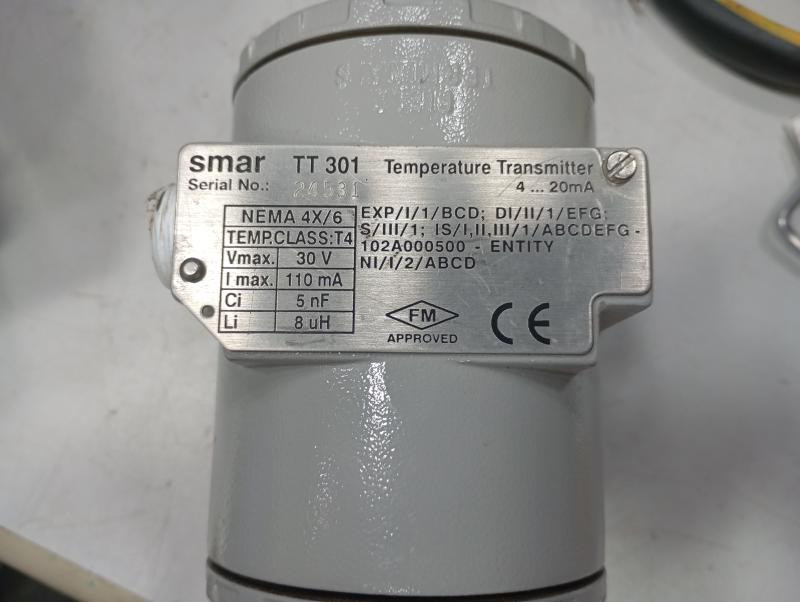 smar TT 301 Temperature Transmitter
Serial No.: 24531 4 ... 20mA
NEMA 4X/6
TEMP.CLASS:T4
Vmax. 30 V
I max. 110 mA
Ci 5 nF
Li 8 uH
EXP/I/1/BCD; DI/II/1/EFG;
S/III/1; IS/I,II,III/1/ABCDEFG -
102A000500 - ENTITY
NI/I/2/ABCD
FM
APPROVED
CE